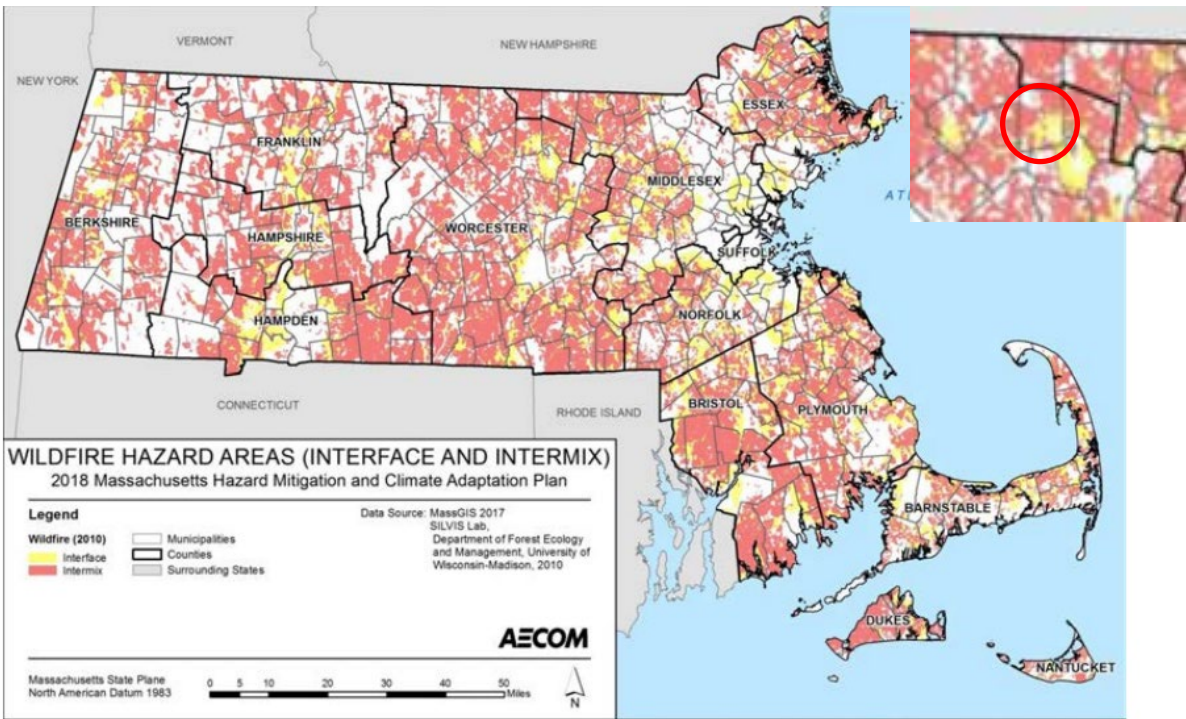 VERMONT
NEW HAMPSHIRE
NEW YORK
ESSEX
FRANKLIN
MIDDLESEX
BERKSHIRE
HAMPSHIRE
WORCESTER
SUFFOLK
HAMPDEN
NORFOLK
CONNECTICUT
RHODE ISLAND
BRISTOL
PLYMOUTH
BARNSTABLE
DUKES
NANTUCKET
WILDFIRE HAZARD AREAS (INTERFACE AND INTERMIX)
2018 Massachusetts Hazard Mitigation and Climate Adaptation Plan
Legend
Wildfire (2010)
Interface
Intermix
Municipalities
Counties
Surrounding States
Data Source: MassGIS 2017
SILVIS Lab,
Department of Forest Ecology
and Management, University of
Wisconsin-Madison, 2010
AECOM
Massachusetts State Plane
North American Datum 1983
0 5 10 20 30 40 50
Miles
N